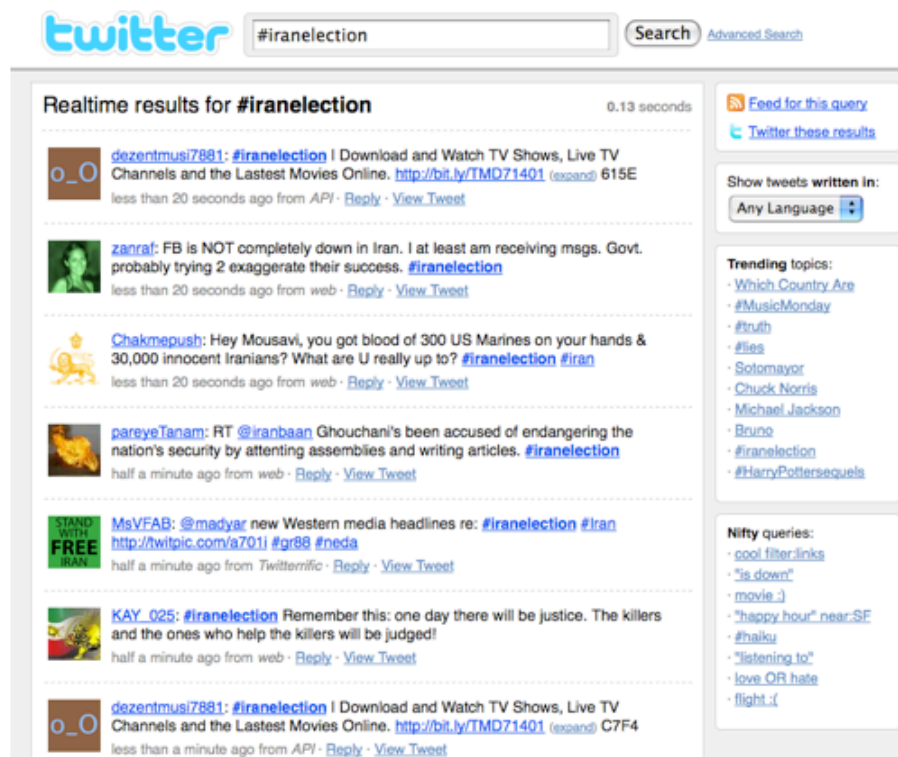 twitter
#iranelection
Search
Advanced Search
Realtime results for #iranelection
0.13 seconds
o_O
dezentmusi7881: #iranelection I Download and Watch TV Shows, Live TV
Channels and the Lastest Movies Online. http://bit.ly/TMD71401 (expand) 615E
less than 20 seconds ago from API · Reply · View Tweet
zanraf: FB is NOT completely down in Iran. I at least am receiving msgs. Govt.
probably trying 2 exaggerate their success. #iranelection
less than 20 seconds ago from web · Reply · View Tweet
Chakmepush: Hey Mousavi, you got blood of 300 US Marines on your hands &
30,000 innocent Iranians? What are U really up to? #iranelection #iran
less than 20 seconds ago from web · Reply · View Tweet
pareyeTanam: RT @iranbaan Ghouchani's been accused of endangering the
nation's security by attenting assemblies and writing articles. #iranelection
half a minute ago from web · Reply · View Tweet
STAND
WITH
FREE
IRAN
MsVFAB: @madyar new Western media headlines re: #iranelection #Iran
http://twitpic.com/a701i #gr88 #neda
half a minute ago from Twitterrific · Reply · View Tweet
KAY_025: #iranelection Remember this: one day there will be justice. The killers
and the ones who help the killers will be judged!
half a minute ago from web · Reply · View Tweet
o_O
dezentmusi7881: #iranelection I Download and Watch TV Shows, Live TV
Channels and the Lastest Movies Online. http://bit.ly/TMD71401 (expand) C7F4
less than a minute ago from API · Reply · View Tweet
Feed for this query
Twitter these results
Show tweets written in:
Any Language
Trending topics:
· Which Country Are
· #MusicMonday
· #truth
· #lies
· Sotomayor
· Chuck Norris
· Michael Jackson
· Bruno
· #iranelection
· #HarryPottersequels
Nifty queries:
· cool filter:links
· "is down"
· movie :)
· "happy hour" near:SF
· #haiku
· "listening to"
· love OR hate
· flight :(